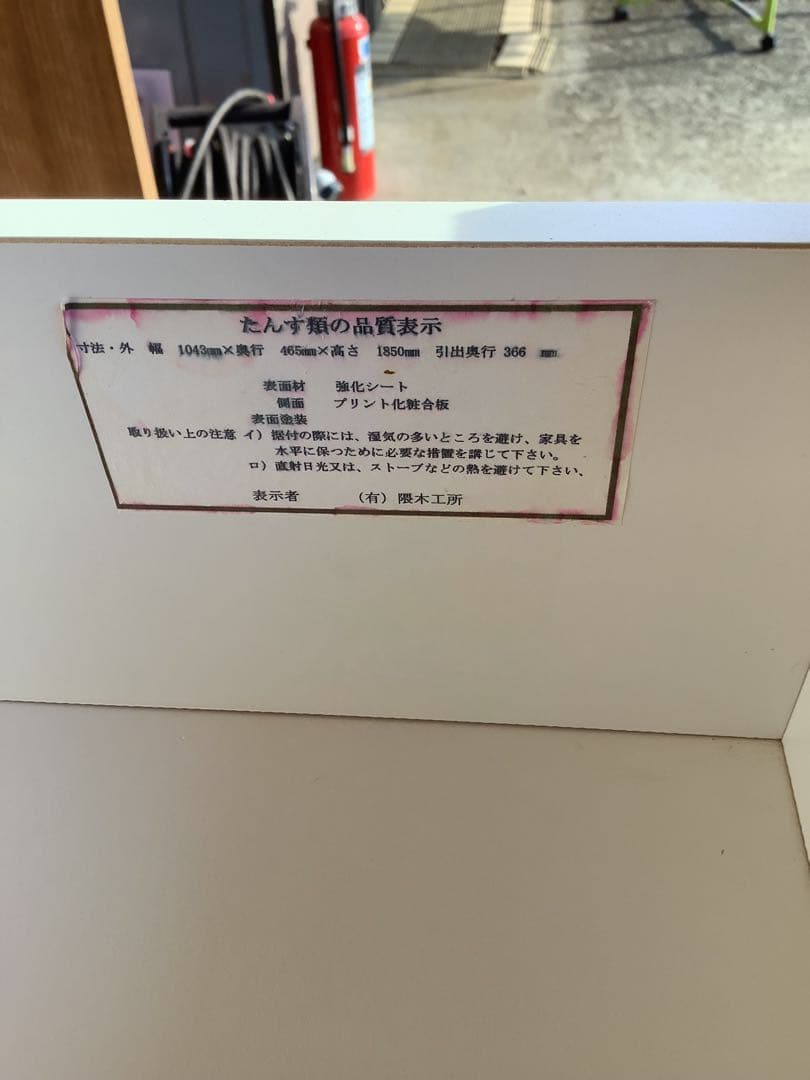 たんす類の品質表示
寸法・外 幅 1043mm×奥行 465mm×高さ 1850mm 引出奥行 366 mm
表面材 強化シート
側面 プリント化粧合板
表面塗装
取り扱い上の注意 イ) 据付の際には、湿気の多いところを避け、家具を
水平に保つために必要な措置を講じて下さい。
ロ) 直射日光又は、ストーブなどの熱を避けて下さい、
表示者 (有) 隈木工所